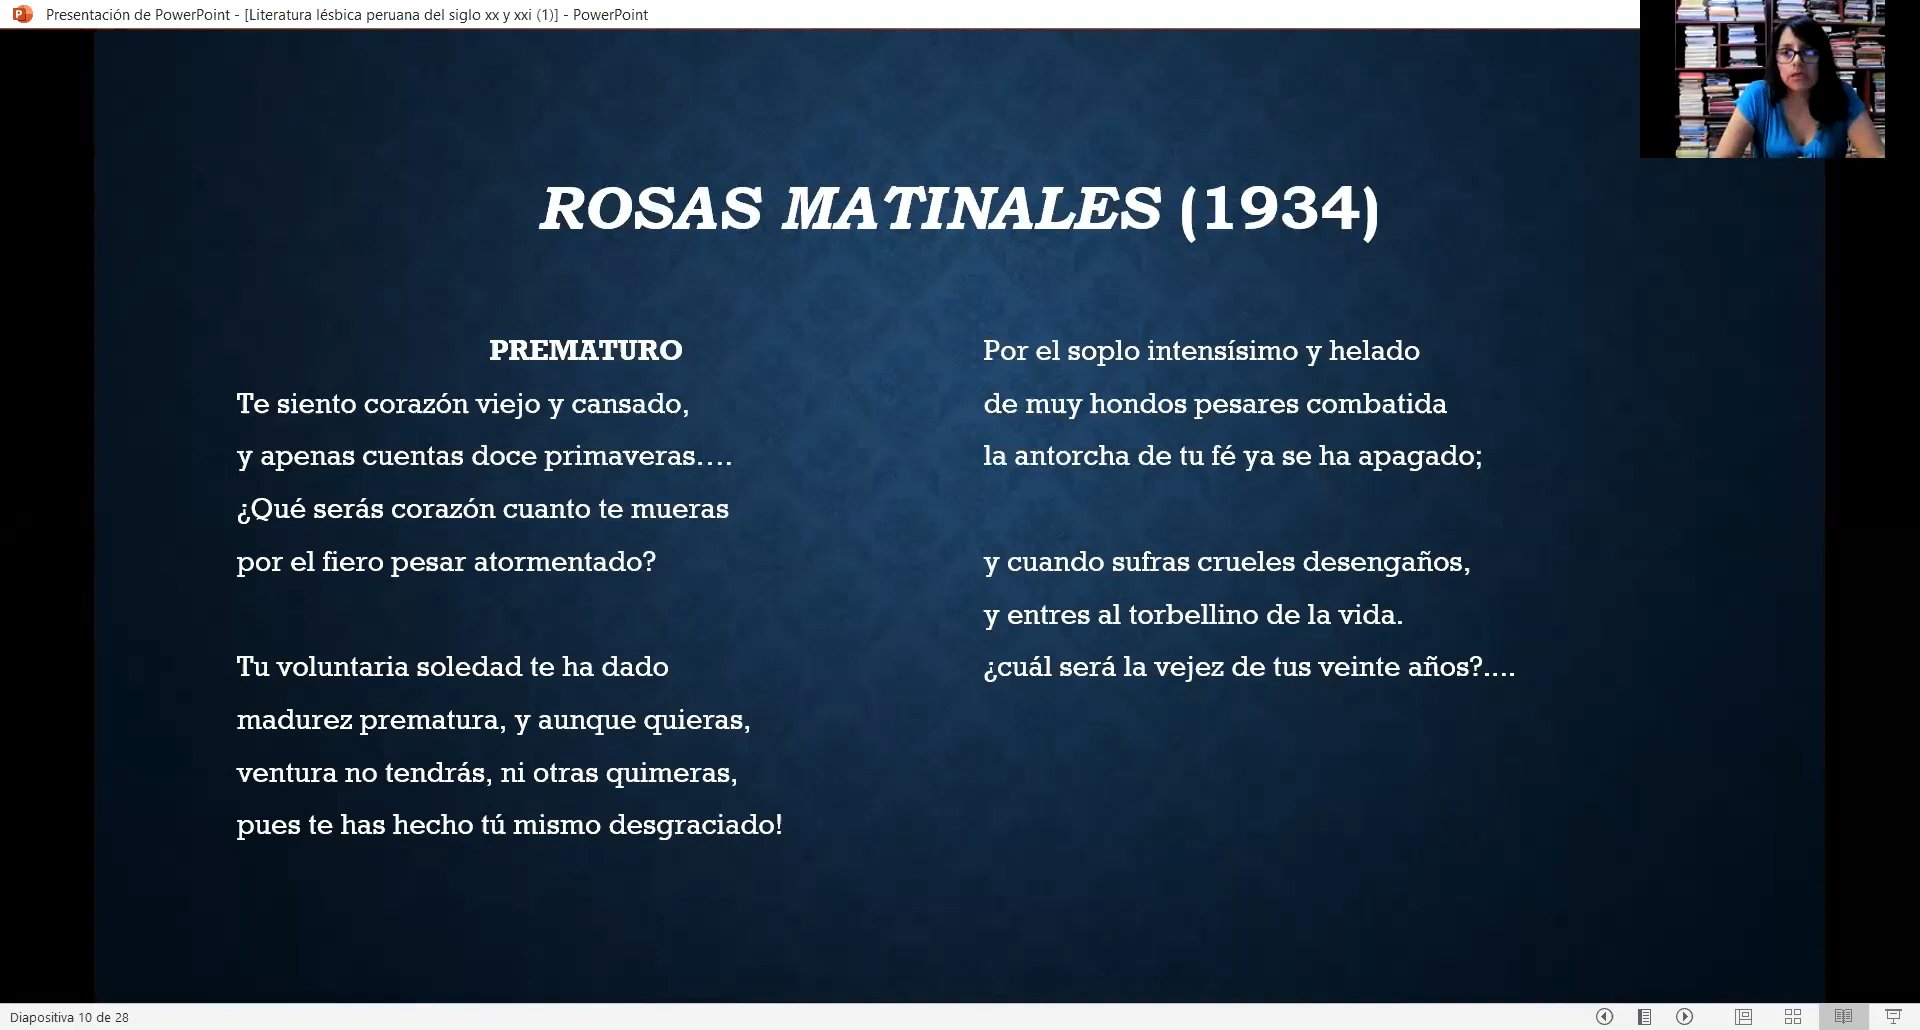 Presentación de PowerPoint - [Literatura lésbica peruana del siglo xx y xxi (1)] - PowerPoint
ROSAS MATINALES (1934)
PREMATURO
Te siento corazón viejo y cansado,
y apenas cuentas doce primaveras....
¿Qué serás corazón cuanto te mueras
por el fiero pesar atormentado?
Tu voluntaria soledad te ha dado
madurez prematura, y aunque quieras,
ventura no tendrás, ni otras quimeras,
pues te has hecho tú mismo desgraciado!
Por el soplo intensísimo y helado
de muy hondos pesares combatida
la antorcha de tu fé ya se ha apagado;
y cuando sufras crueles desengaños,
y entres al torbellino de la vida.
¿cuál será la vejez de tus veinte años?....
Diapositiva 10 de 28